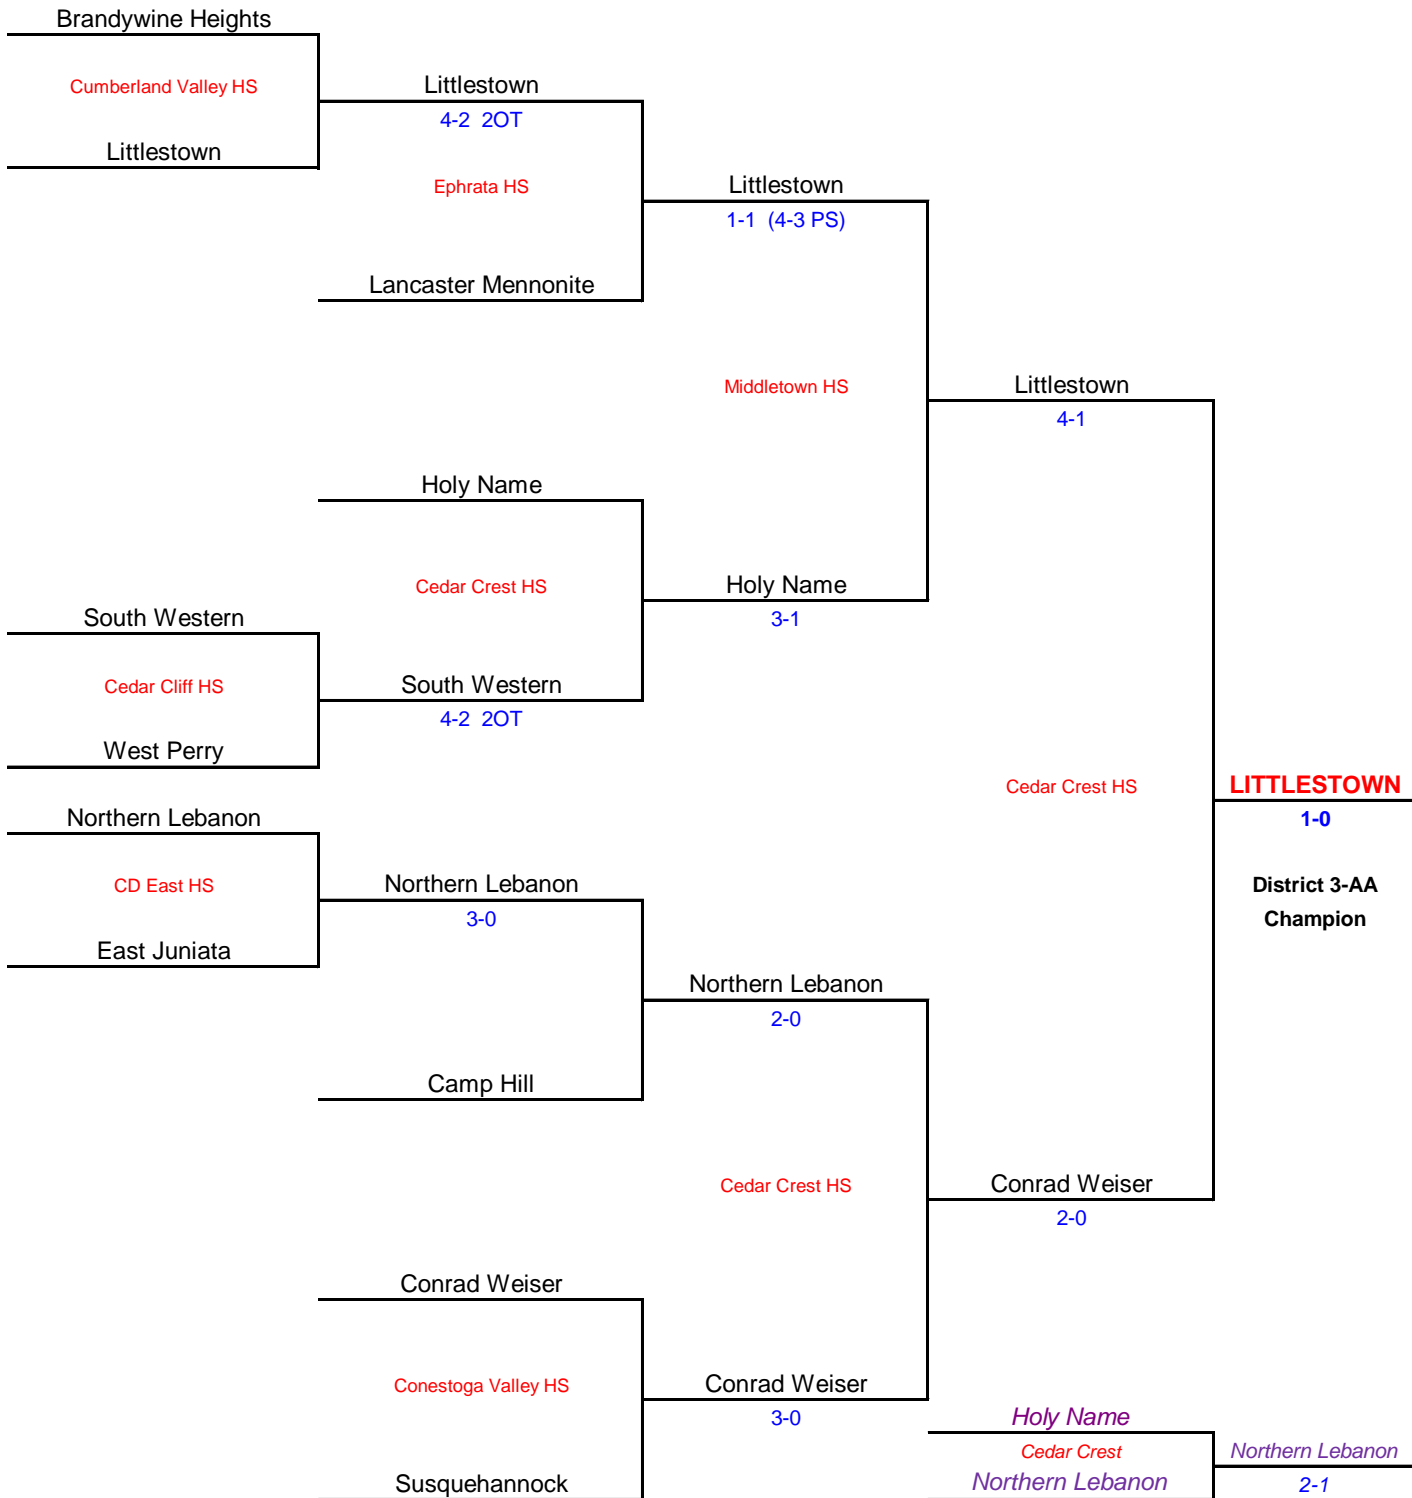 Brandywine Heights
Cumberland Valley HS
Littlestown
4-2 2OT
Littlestown
Ephrata HS
Littlestown
1-1 (4-3 PS)
Lancaster Mennonite
Middletown HS
Littlestown
4-1
Holy Name
Cedar Crest HS
Holy Name
3-1
South Western
Cedar Cliff HS
South Western
4-2 2OT
West Perry
Cedar Crest HS
LITTLESTOWN
1-0
Northern Lebanon
CD East HS
Northern Lebanon
3-0
District 3-AA
Champion
East Juniata
Northern Lebanon
2-0
Camp Hill
Cedar Crest HS
Conrad Weiser
2-0
Conrad Weiser
Conestoga Valley HS
Conrad Weiser
3-0
Holy Name
Cedar Crest
Northern Lebanon
Northern Lebanon
2-1
Susquehannock